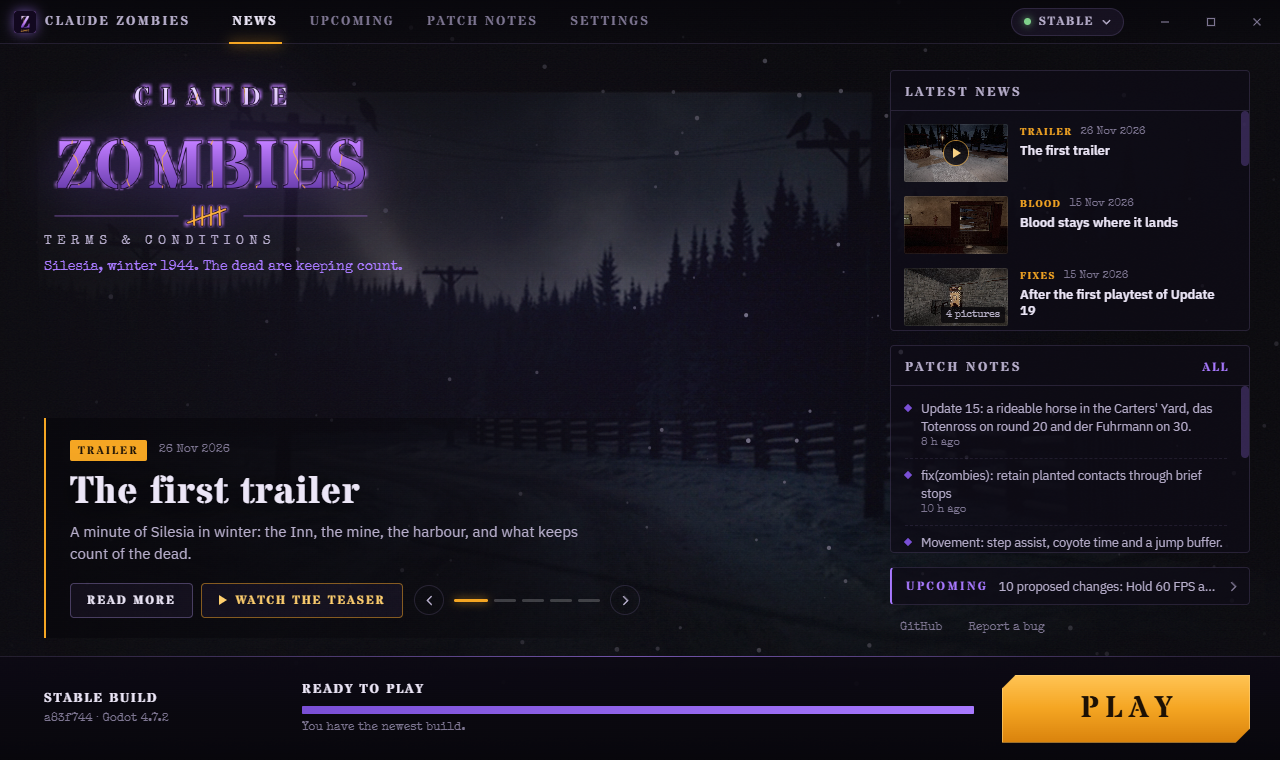 CLAUDE ZOMBIES
NEWS
UPCOMING
PATCH NOTES
SETTINGS
STABLE
CLAUDE
ZOMBIES
TERMS & CONDITIONS
Silesia, winter 1944. The dead are keeping count.
TRAILER 26 Nov 2026
The first trailer
A minute of Silesia in winter: the Inn, the mine, the harbour, and what keeps
count of the dead.
READ MORE
WATCH THE TEASER
LATEST NEWS
TRAILER 26 Nov 2026
The first trailer
BLOOD 15 Nov 2026
Blood stays where it lands
4 pictures
FIXES 15 Nov 2026
After the first playtest of Update
19
PATCH NOTES
ALL
Update 15: a rideable horse in the Carters' Yard, das
Totenross on round 20 and der Fuhrmann on 30.
8 h ago
fix(zombies): retain planted contacts through brief
stops
10 h ago
Movement: step assist, coyote time and a jump buffer.
UPCOMING 10 proposed changes: Hold 60 FPS a...
GitHub
Report a bug
STABLE BUILD
a83f744 · Godot 4.7.2
READY TO PLAY
You have the newest build.
PLAY